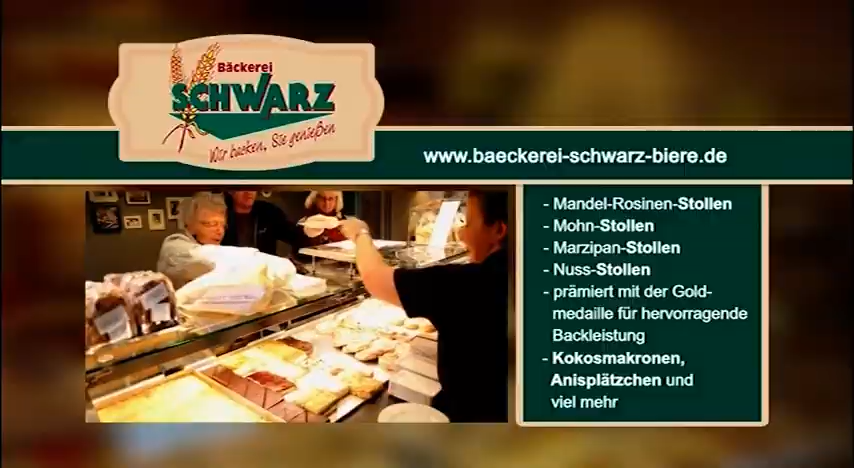 Bäckerei
SCHWARZ
Wir backen, Sie genießen
www.baeckerei-schwarz-biere.de
- Mandel-Rosinen-Stollen
- Mohn-Stollen
- Marzipan-Stollen
- Nuss-Stollen
- prämiert mit der Gold-
medaille für hervorragende
Backleistung
- Kokosmakronen,
Anisplätzchen und
viel mehr